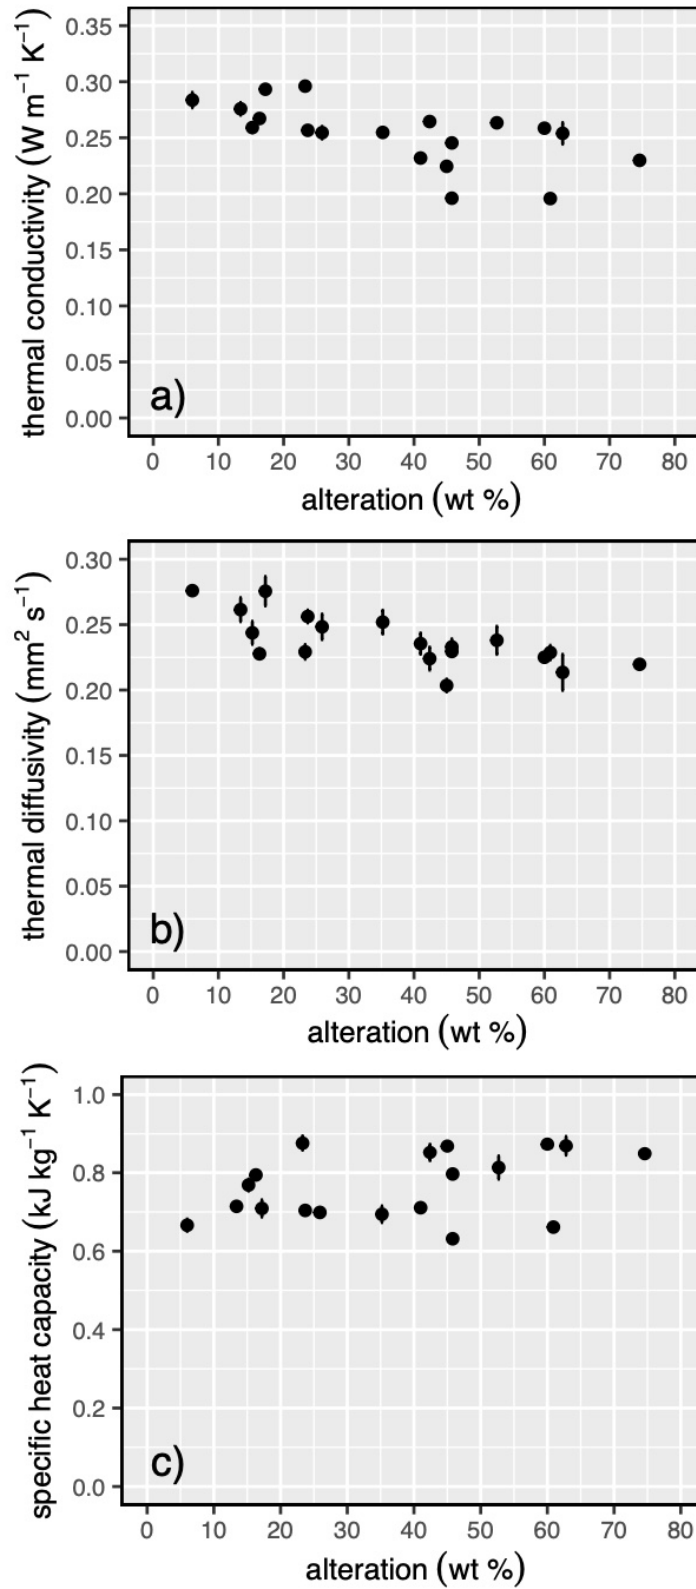 thermal conductivity (W m⁻¹ K⁻¹)
0.35
0.30
0.25
0.20
0.15
0.10
0.05
0.00
a)
0 10 20 30 40 50 60 70 80
alteration (wt %)
thermal diffusivity (mm² s⁻¹)
0.30
0.25
0.20
0.15
0.10
0.05
0.00
b)
0 10 20 30 40 50 60 70 80
alteration (wt %)
specific heat capacity (kJ kg⁻¹ K⁻¹)
1.0
0.8
0.6
0.4
0.2
0.0
c)
0 10 20 30 40 50 60 70 80
alteration (wt %)